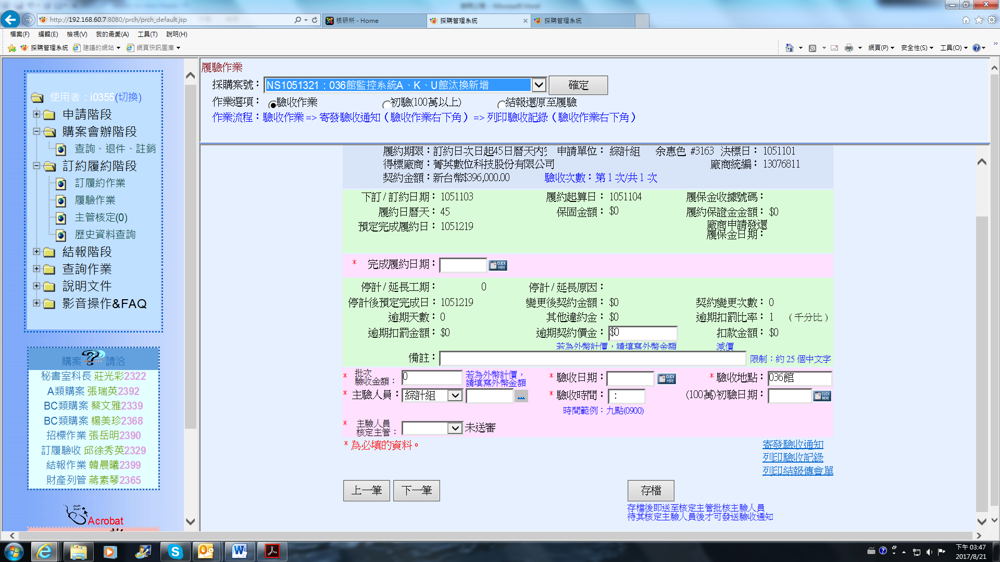 http://192.168.60.7:8080/prch/prch_default.jsp
核研所 - Home
採購管理系統
採購管理系統
檔案(F) 編輯(E) 檢視(V) 我的最愛(A) 工具(T) 說明(H)
採購管理系統 建議的網站 網頁快訊圖庫
網頁(P) 安全性(S) 工具(O)
使用者：i0355(切換)
申請階段
購案會辦階段
查詢、退件、註銷
訂約履約階段
訂履約作業
履驗作業
主管核定(0)
歷史資料查詢
結報階段
查詢作業
說明文件
影音操作&FAQ
購案 請洽
秘書室科長 莊光彩2322
A類購案 張瑞英2392
BC類購案 蔡文雅2339
BC類購案 楊美珍2368
招標作業 張岳明2390
訂履驗收 邱徐秀英2329
結報作業 韓晨曦2399
財產列管 蔣素琴2365
Acrobat
履驗作業
採購案號：NS1051321：036館監控系統A、K、U館汰換新增 確定
作業選項：驗收作業 初驗(100萬以上) 結報還原至履驗
作業流程：驗收作業 => 寄發驗收通知（驗收作業右下角） => 列印驗收記錄（驗收作業右下角）
履約期限：訂約日次日起45日曆天內 申請單位：綜計組 余惠色 #3163 決標日：1051101
得標廠商：菁英數位科技股份有限公司 廠商統編：13076811
契約金額：新台幣$396,000.00 驗收次數：第 1 次/共 1 次
下訂 / 訂約日期：1051103 履約起算日：1051104 履保金收據號碼：
履約日曆天：45 保固金額：$0 履約保證金金額：$0
預定完成履約日：1051219 廠商申請發還
履保金日期：
* 完成履約日期： CLICK HERE
停計 / 延長工期： 0 停計 / 延長原因：
停計後預定完成日：1051219 變更後契約金額：$0 契約變更次數：0
逾期天數：0 其他違約金：$0 逾期扣罰比率：1 （千分比）
逾期扣罰金額：$0 逾期契約價金：$0 扣款金額：$0
若為外幣計價，請填寫外幣金額 減價
備註： 限制：約 25 個中文字
* 批次
驗收金額：0 若為外幣計價，
請填寫外幣金額 * 驗收日期： CLICK HERE * 驗收地點：036館
* 主驗人員：綜計組 ... * 驗收時間： : (100萬)初驗日期： CLICK HERE
時間範例：九點(0900)
* 主驗人員
核定主管： 未送審
* 為必填的資料。
寄發驗收通知
列印驗收記錄
列印結報傳會單
上一筆 下一筆 存檔
存檔後即送至核定主管批核主驗人員
待其核定主驗人員後才可發送驗收通知
下午 03:47
2017/8/21